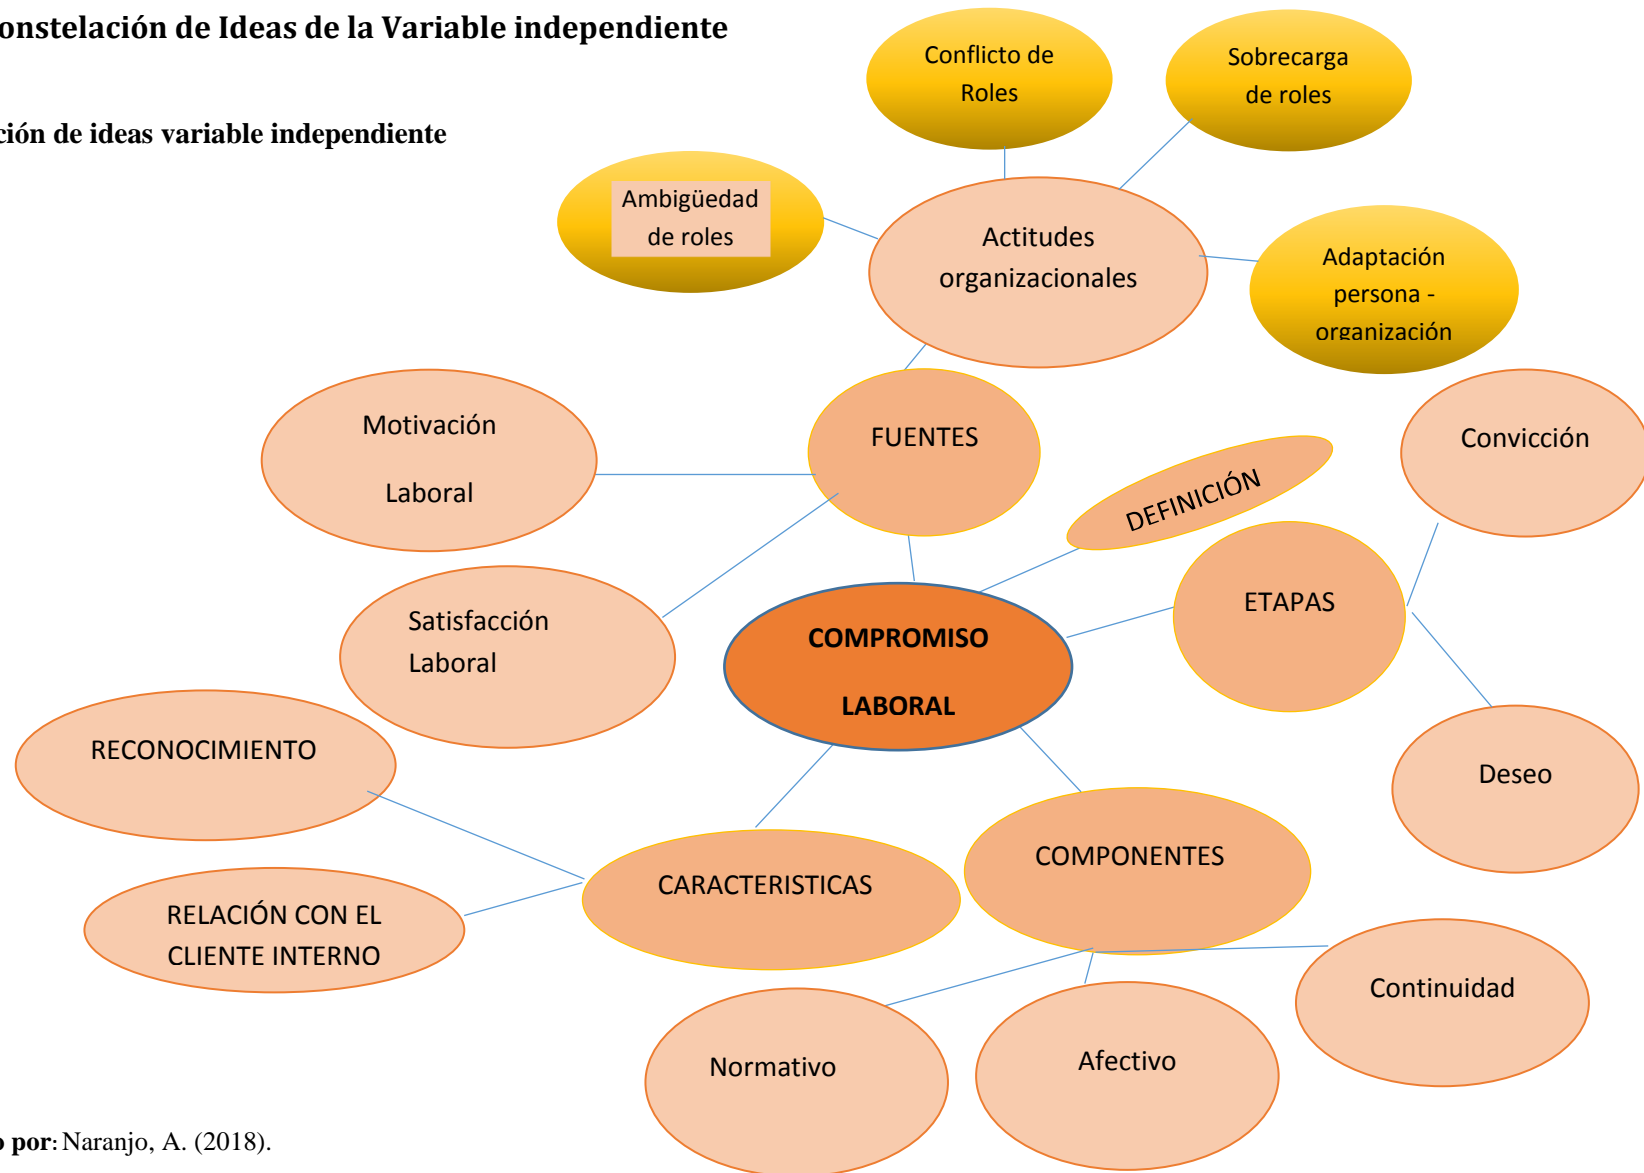 onstelación de Ideas de la Variable independiente
ción de ideas variable independiente
Conflicto de
Roles
Sobrecarga
de roles
Ambigüedad
de roles
Actitudes
organizacionales
Adaptación
persona -
organización
Motivación
Laboral
FUENTES
DEFINICIÓN
Convicción
Satisfacción
Laboral
COMPROMISO
LABORAL
ETAPAS
RECONOCIMIENTO
Deseo
CARACTERISTICAS
COMPONENTES
RELACIÓN CON EL
CLIENTE INTERNO
Continuidad
Normativo
Afectivo
o por: Naranjo, A. (2018).